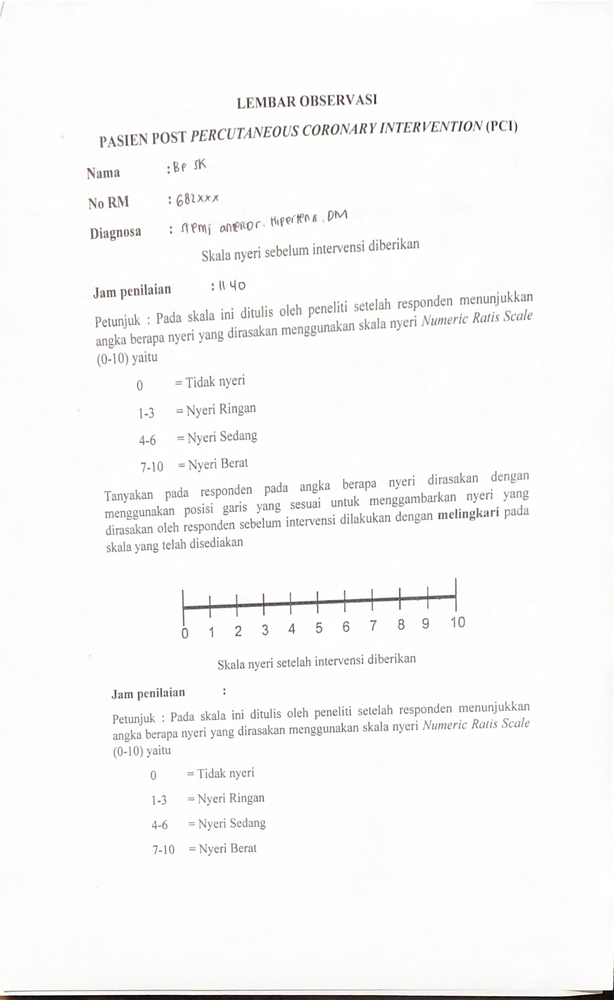 LEMBAR OBSERVASI
PASIEN POST PERCUTANEOUS CORONARY INTERVENTION (PCI)
Nama : Bp SK
No RM : 682xxx
Diagnosa : Stemi anteror. Hipertena. DM
Skala nyeri sebelum intervensi diberikan
Jam penilaian : 11.40
Petunjuk : Pada skala ini ditulis oleh peneliti setelah responden menunjukkan
angka berapa nyeri yang dirasakan menggunakan skala nyeri Numeric Ratis Scale
(0-10) yaitu
0 = Tidak nyeri
1-3 = Nyeri Ringan
4-6 = Nyeri Sedang
7-10 = Nyeri Berat
Tanyakan pada responden pada angka berapa nyeri dirasakan dengan
menggunakan posisi garis yang sesuai untuk menggambarkan nyeri yang
dirasakan oleh responden sebelum intervensi dilakukan dengan melingkari pada
skala yang telah disediakan
0 1 2 3 4 5 6 7 8 9 10
Skala nyeri setelah intervensi diberikan
Jam penilaian :
Petunjuk : Pada skala ini ditulis oleh peneliti setelah responden menunjukkan
angka berapa nyeri yang dirasakan menggunakan skala nyeri Numeric Ratis Scale
(0-10) yaitu
0 = Tidak nyeri
1-3 = Nyeri Ringan
4-6 = Nyeri Sedang
7-10 = Nyeri Berat